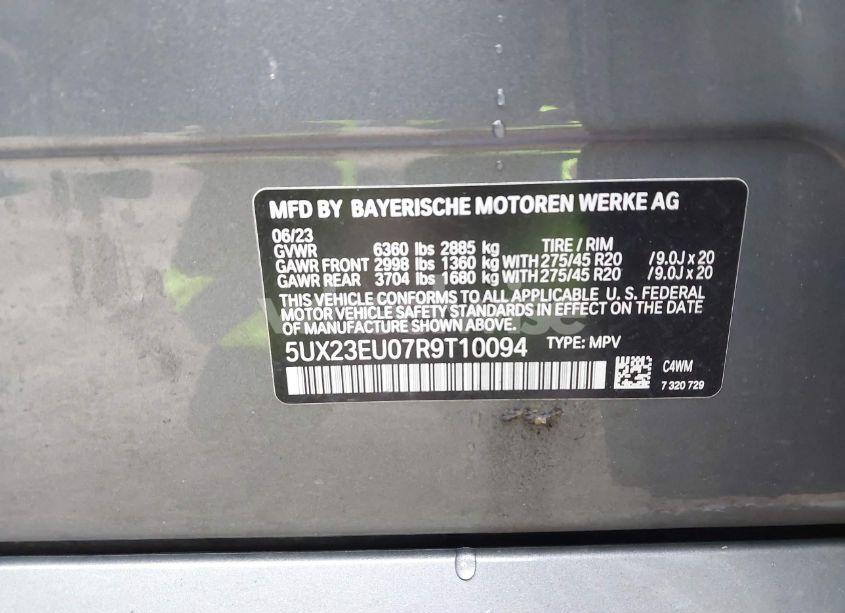 MFD BY BAYERISCHE MOTOREN WERKE AG
06/23
GVWR 6360 lbs 2885 kg TIRE / RIM
GAWR FRONT 2998 lbs 1360 kg WITH 275/45 R20 /9.0J x 20
GAWR REAR 3704 lbs 1680 kg WITH 275/45 R20 /9.0J x 20
THIS VEHICLE CONFORMS TO ALL APPLICABLE U. S. FEDERAL
MOTOR VEHICLE SAFETY STANDARDS IN EFFECT ON THE DATE
OF MANUFACTURE SHOWN ABOVE.
5UX23EU07R9T10094 TYPE: MPV
C4WM
7 320 729